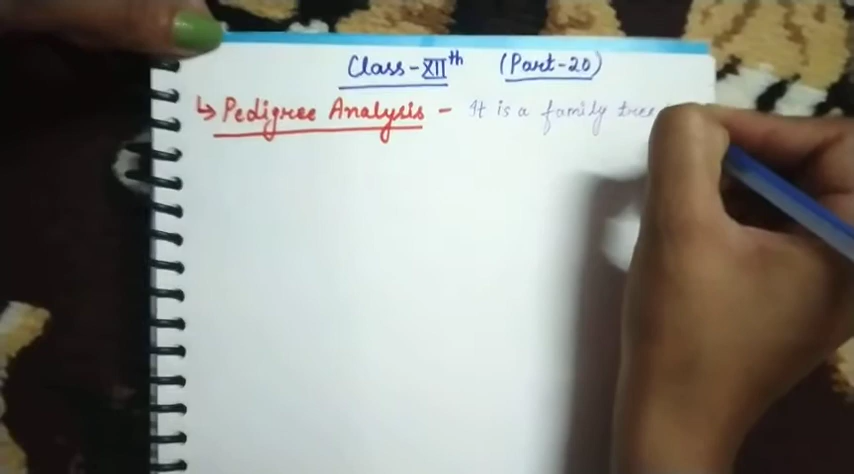 Class-XIIth (Part-20)
↳ Pedigree Analysis - It is a family tree